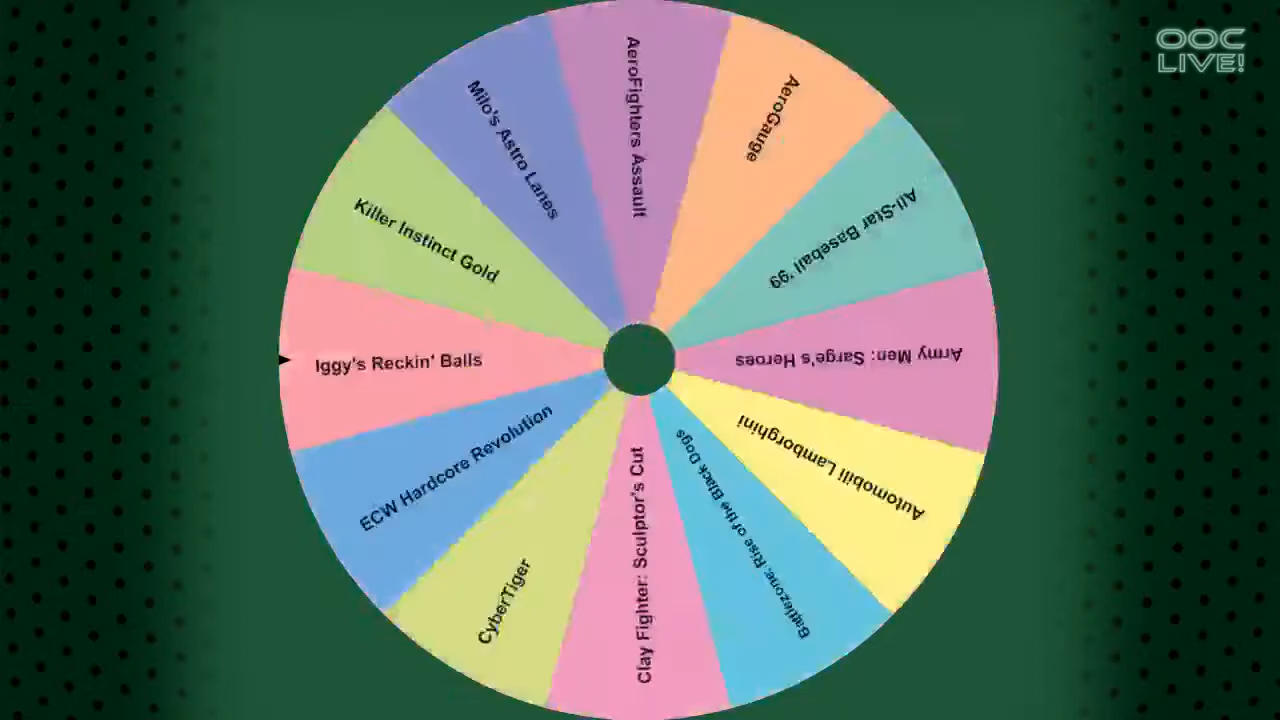 OOC
LIVE!
AeroFighters Assault
AeroGauge
All-Star Baseball '99
Army Men: Sarge's Heroes
Automobili Lamborghini
Battlezone: Rise of the Black Dogs
Clay Fighter: Sculptor's Cut
CyberTiger
ECW Hardcore Revolution
Iggy's Reckin' Balls
Killer Instinct Gold
Milo's Astro Lanes